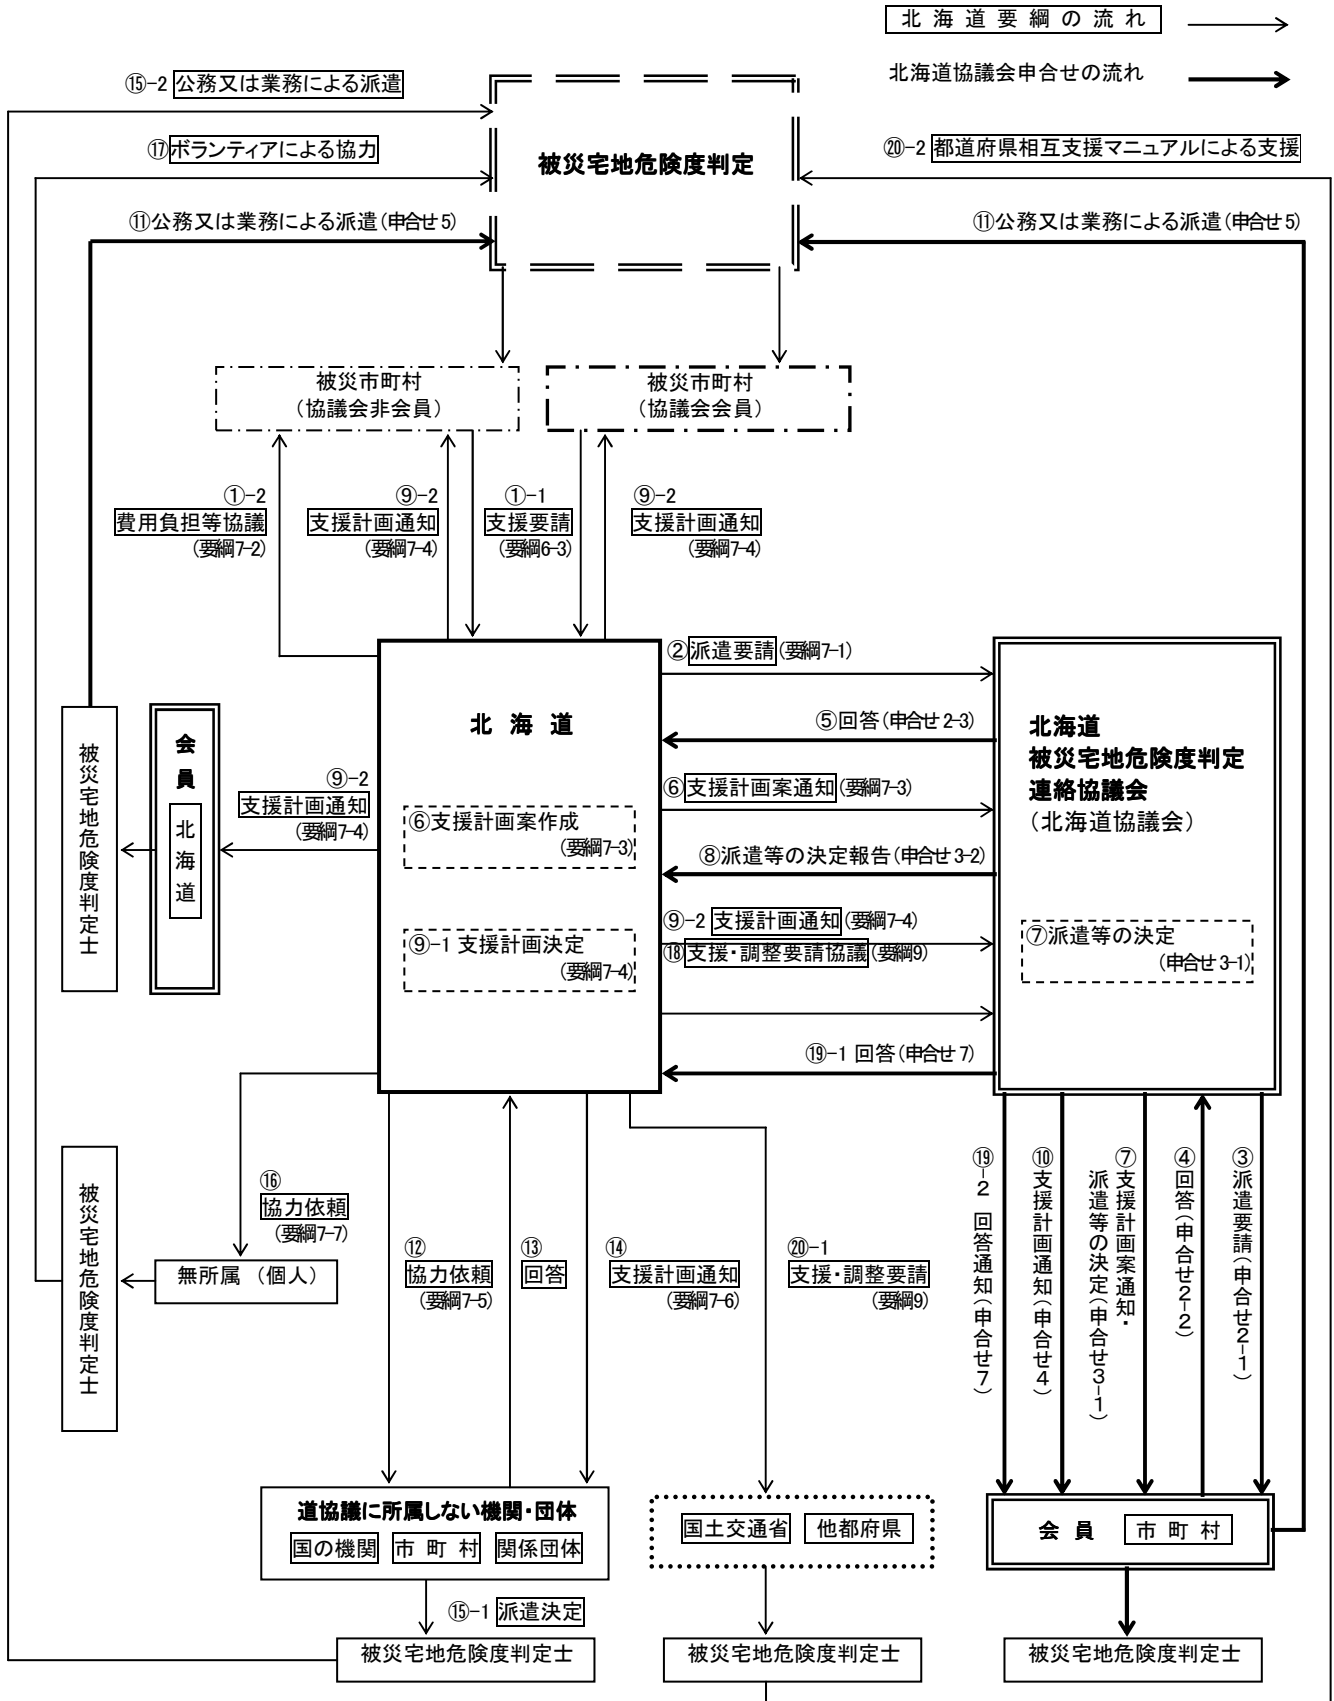 北海道要綱の流れ
北海道協議会申合せの流れ
⑮-2 公務又は業務による派遣
⑰ボランティアによる協力
被災宅地危険度判定
⑳-2 都道府県相互支援マニュアルによる支援
⑪公務又は業務による派遣(申合せ5)
⑪公務又は業務による派遣(申合せ5)
被災市町村
（協議会非会員）
被災市町村
（協議会会員）
①-2
費用負担等協議
(要綱7-2)
⑨-2
支援計画通知
(要綱7-4)
①-1
支援要請
(要綱6-3)
⑨-2
支援計画通知
(要綱7-4)
②派遣要請(要綱7-1)
⑤回答(申合せ2-3)
⑥支援計画案通知(要綱7-3)
⑧派遣等の決定報告(申合せ3-2)
⑨-2 支援計画通知(要綱7-4)
⑱支援・調整要請協議(要綱9)
⑲-1 回答(申合せ7)
北海道
⑥支援計画案作成
(要綱7-3)
⑨-1 支援計画決定
(要綱7-4)
北海道
被災宅地危険度判定
連絡協議会
（北海道協議会）
⑦派遣等の決定
(申合せ3-1)
被災宅地危険度判定士
会員
北海道
⑨-2
支援計画通知
(要綱7-4)
被災宅地危険度判定士
⑯
協力依頼
(要綱7-7)
無所属（個人）
⑫
協力依頼
(要綱7-5)
⑬
回答
⑭
支援計画通知
(要綱7-6)
⑳-1
支援・調整要請
(要綱9)
③派遣要請(申合せ2-1)
④回答(申合せ2-2)
⑦支援計画案通知・
派遣等の決定(申合せ3-1)
⑩支援計画通知(申合せ4)
⑲-2 回答通知(申合せ7)
道協議に所属しない機関・団体
国の機関 市町村 関係団体
国土交通省 他都府県
会員 市町村
⑮-1 派遣決定
被災宅地危険度判定士
被災宅地危険度判定士
被災宅地危険度判定士